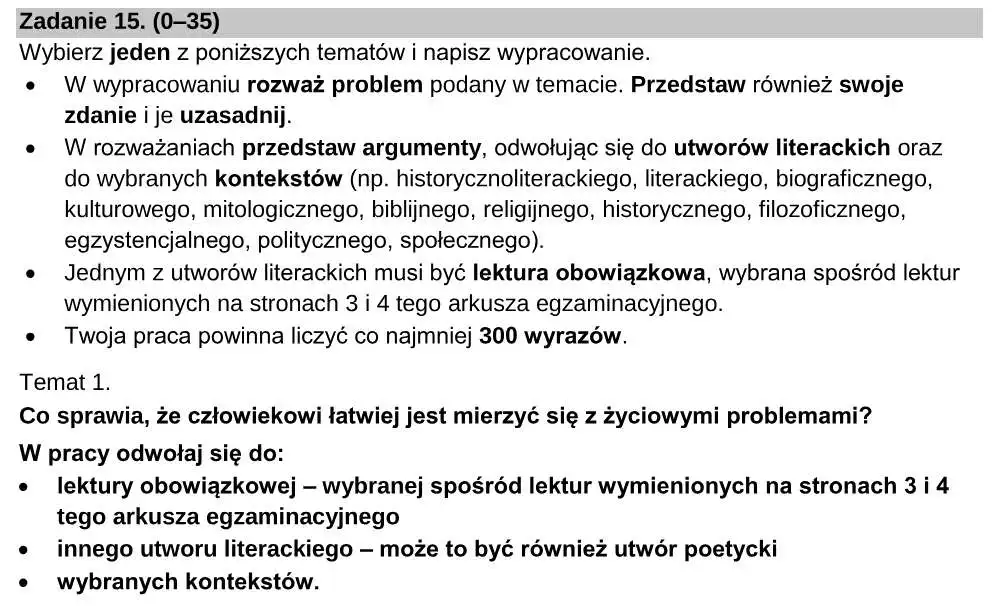 Zadanie 15. (0–35)
Wybierz jeden z poniższych tematów i napisz wypracowanie.
• W wypracowaniu rozważ problem podany w temacie. Przedstaw również swoje
zdanie i je uzasadnij.
• W rozważaniach przedstaw argumenty, odwołując się do utworów literackich oraz
do wybranych kontekstów (np. historycznoliterackiego, literackiego, biograficznego,
kulturowego, mitologicznego, biblijnego, religijnego, historycznego, filozoficznego,
egzystencjalnego, politycznego, społecznego).
• Jednym z utworów literackich musi być lektura obowiązkowa, wybrana spośród lektur
wymienionych na stronach 3 i 4 tego arkusza egzaminacyjnego.
• Twoja praca powinna liczyć co najmniej 300 wyrazów.
Temat 1.
Co sprawia, że człowiekowi łatwiej jest mierzyć się z życiowymi problemami?
W pracy odwołaj się do:
• lektury obowiązkowej – wybranej spośród lektur wymienionych na stronach 3 i 4
tego arkusza egzaminacyjnego
• innego utworu literackiego – może to być również utwór poetycki
• wybranych kontekstów.